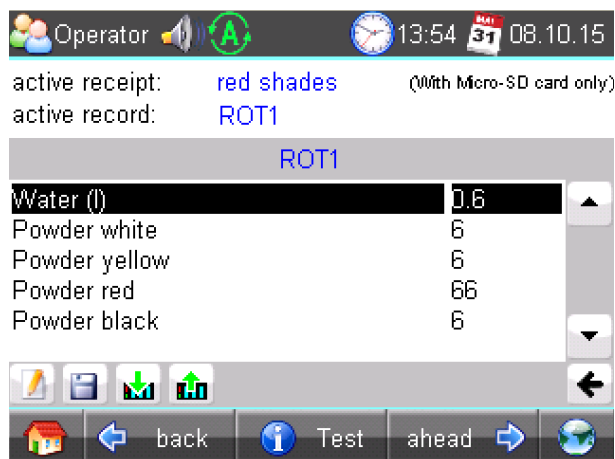 Operator A 13:54 MAI 31 08.10.15
active receipt: red shades (With Micro-SD card only)
active record: ROT1
ROT1
Water (l) 0.6
Powder white 6
Powder yellow 6
Powder red 66
Powder black 6
back Test ahead